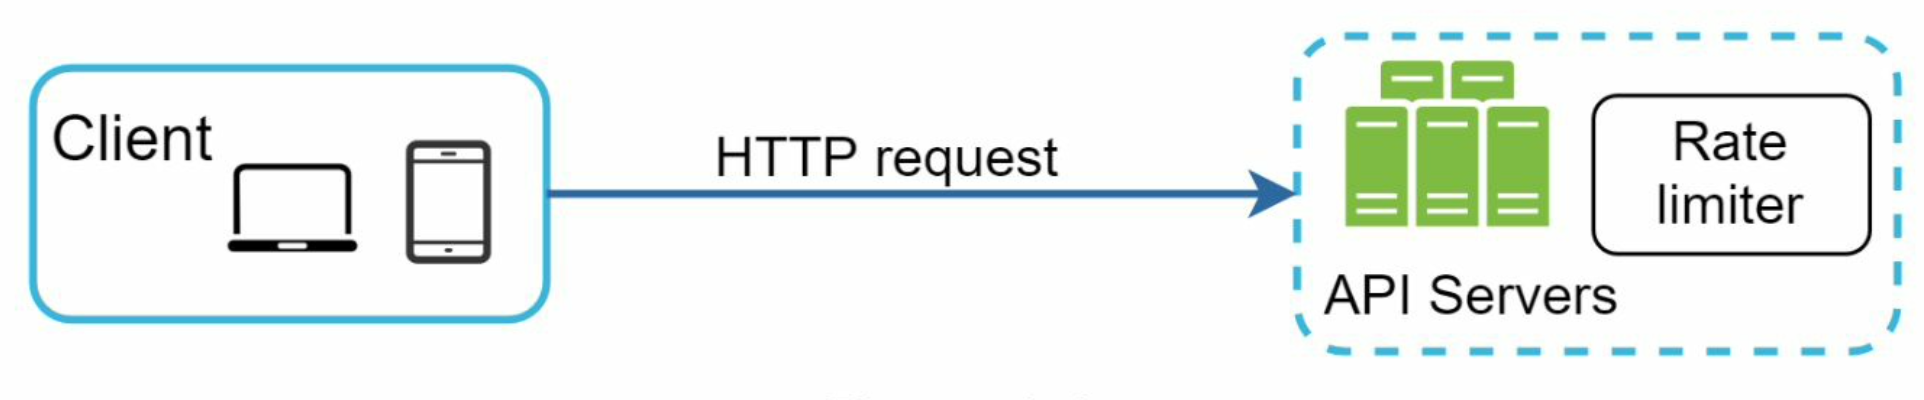 Client
HTTP request
Rate
limiter
API Servers